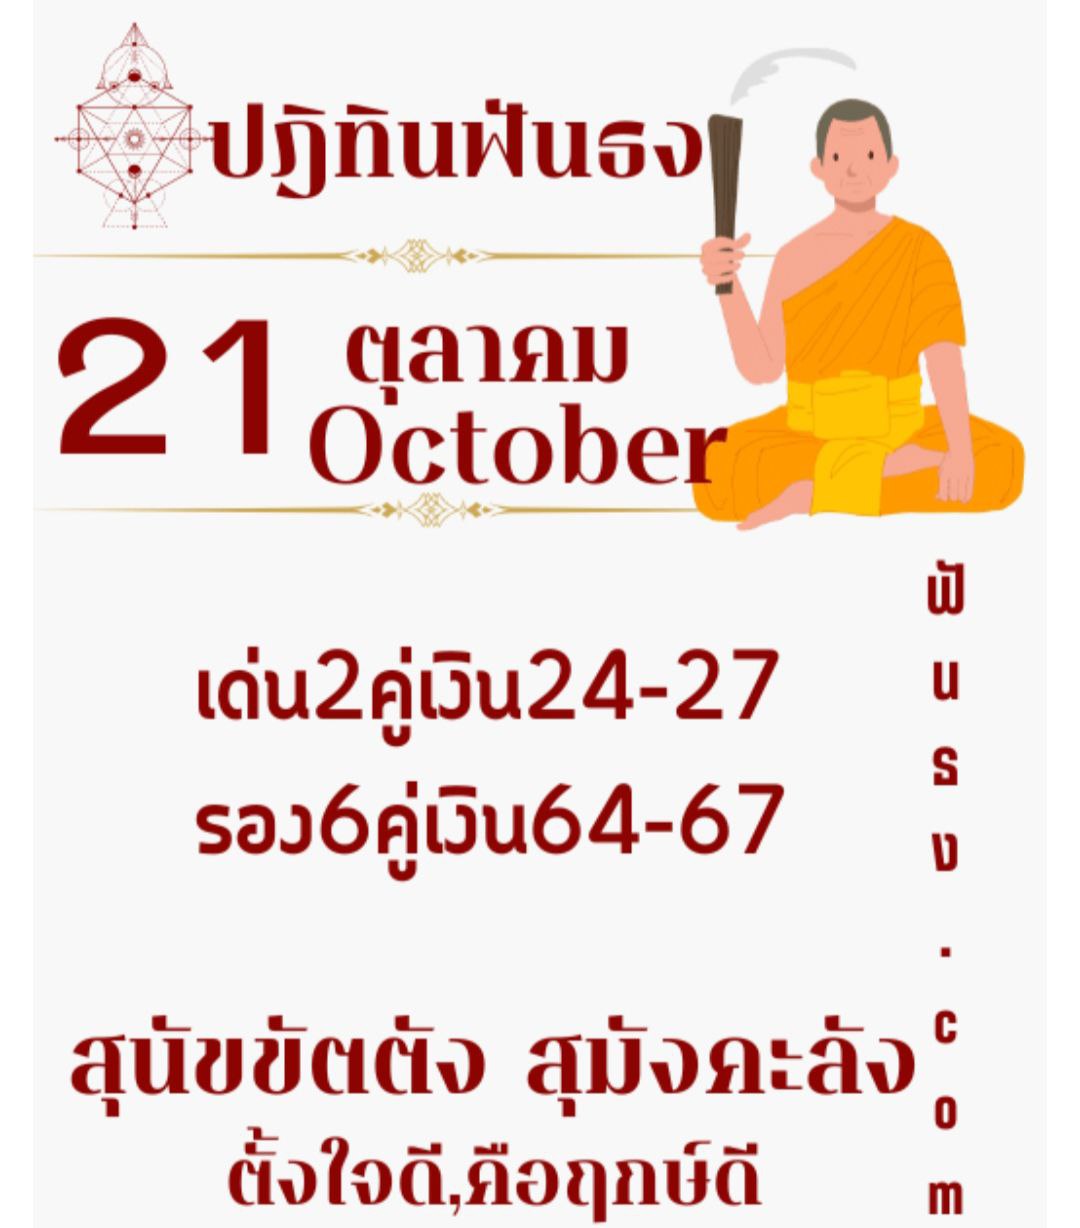 ปฏิทินฟันธง
21 ตุลาคม
October
เด่น2คู่เงิน24-27
รอง6คู่เงิน64-67
สุนัขขัตตัง สุมังคะลัง
ตั้งใจดี,คือฤกษ์ดี
ฟันธง.com